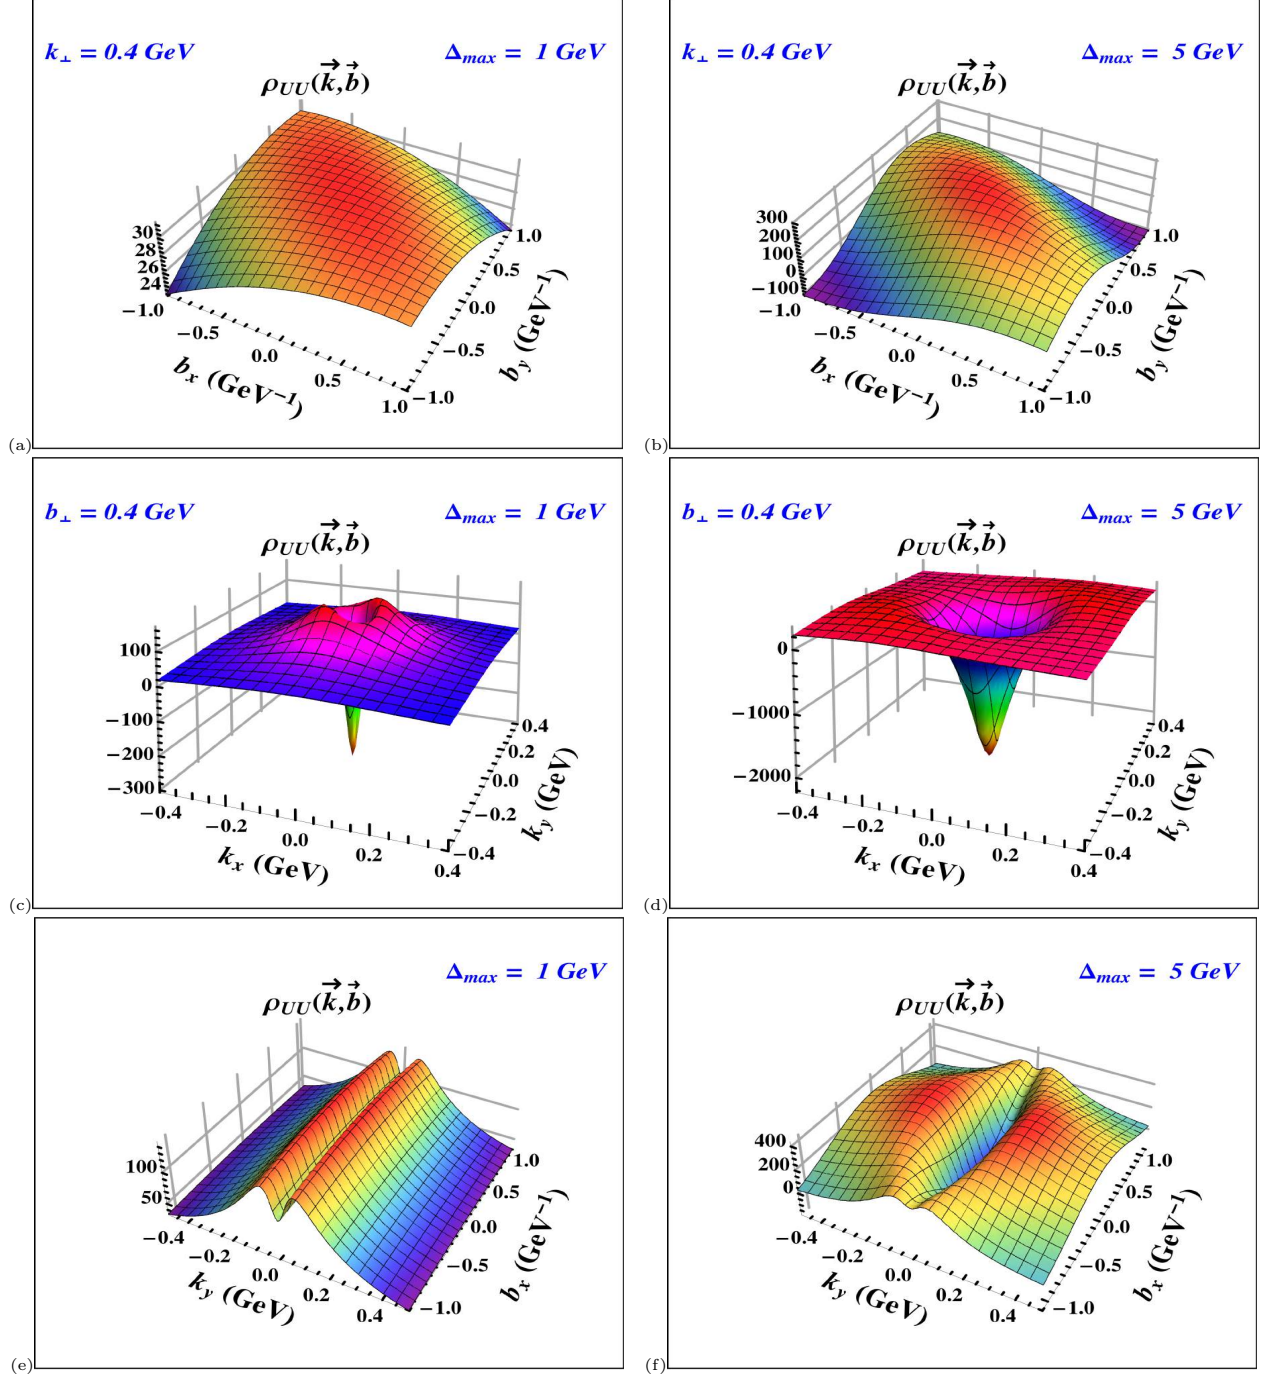 k⊥ = 0.4 GeV
Δmax = 1 GeV
ρUU(k⃗,b⃗)
30
28
26
24
−1.0
−0.5
0.0
0.5
1.0
bx (GeV−1)
−1.0
−0.5
0.0
0.5
1.0
by (GeV−1)
(a)
k⊥ = 0.4 GeV
Δmax = 5 GeV
ρUU(k⃗,b⃗)
300
200
100
0
−100
−1.0
−0.5
0.0
0.5
1.0
bx (GeV−1)
−1.0
−0.5
0.0
0.5
1.0
by (GeV−1)
(b)
b⊥ = 0.4 GeV
Δmax = 1 GeV
ρUU(k⃗,b⃗)
100
0
−100
−200
−300
−0.4
−0.2
0.0
0.2
0.4
kx (GeV)
−0.4
−0.2
0.0
0.2
0.4
ky (GeV)
(c)
b⊥ = 0.4 GeV
Δmax = 5 GeV
ρUU(k⃗,b⃗)
0
−1000
−2000
−0.4
−0.2
0.0
0.2
0.4
kx (GeV)
−0.4
−0.2
0.0
0.2
0.4
ky (GeV)
(d)
Δmax = 1 GeV
ρUU(k⃗,b⃗)
100
50
−0.4
−0.2
0.0
0.2
0.4
ky (GeV)
−1.0
−0.5
0.0
0.5
1.0
bx (GeV−1)
(e)
Δmax = 5 GeV
ρUU(k⃗,b⃗)
400
200
0
−0.4
−0.2
0.0
0.2
0.4
ky (GeV)
−1.0
−0.5
0.0
0.5
1.0
bx (GeV−1)
(f)